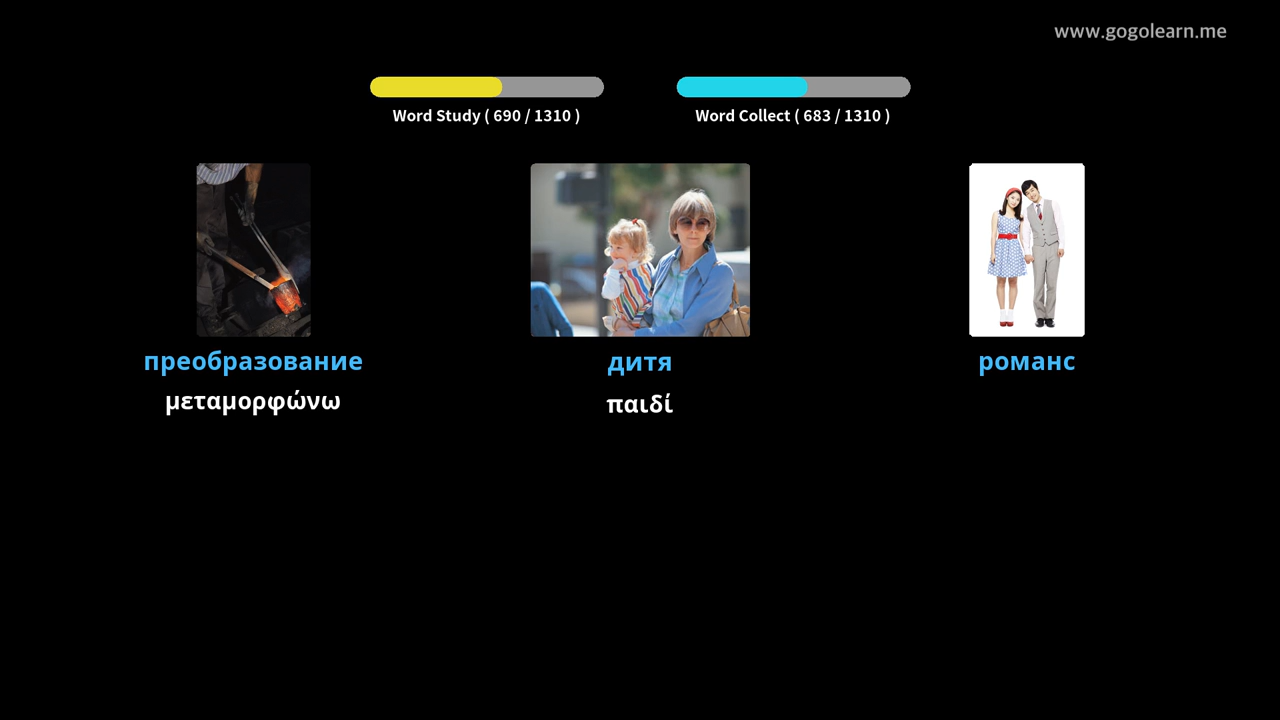 www.gogolearn.me
Word Study ( 690 / 1310 )
Word Collect ( 683 / 1310 )
преобразование
дитя
романс
μεταμορφώνω
παιδί